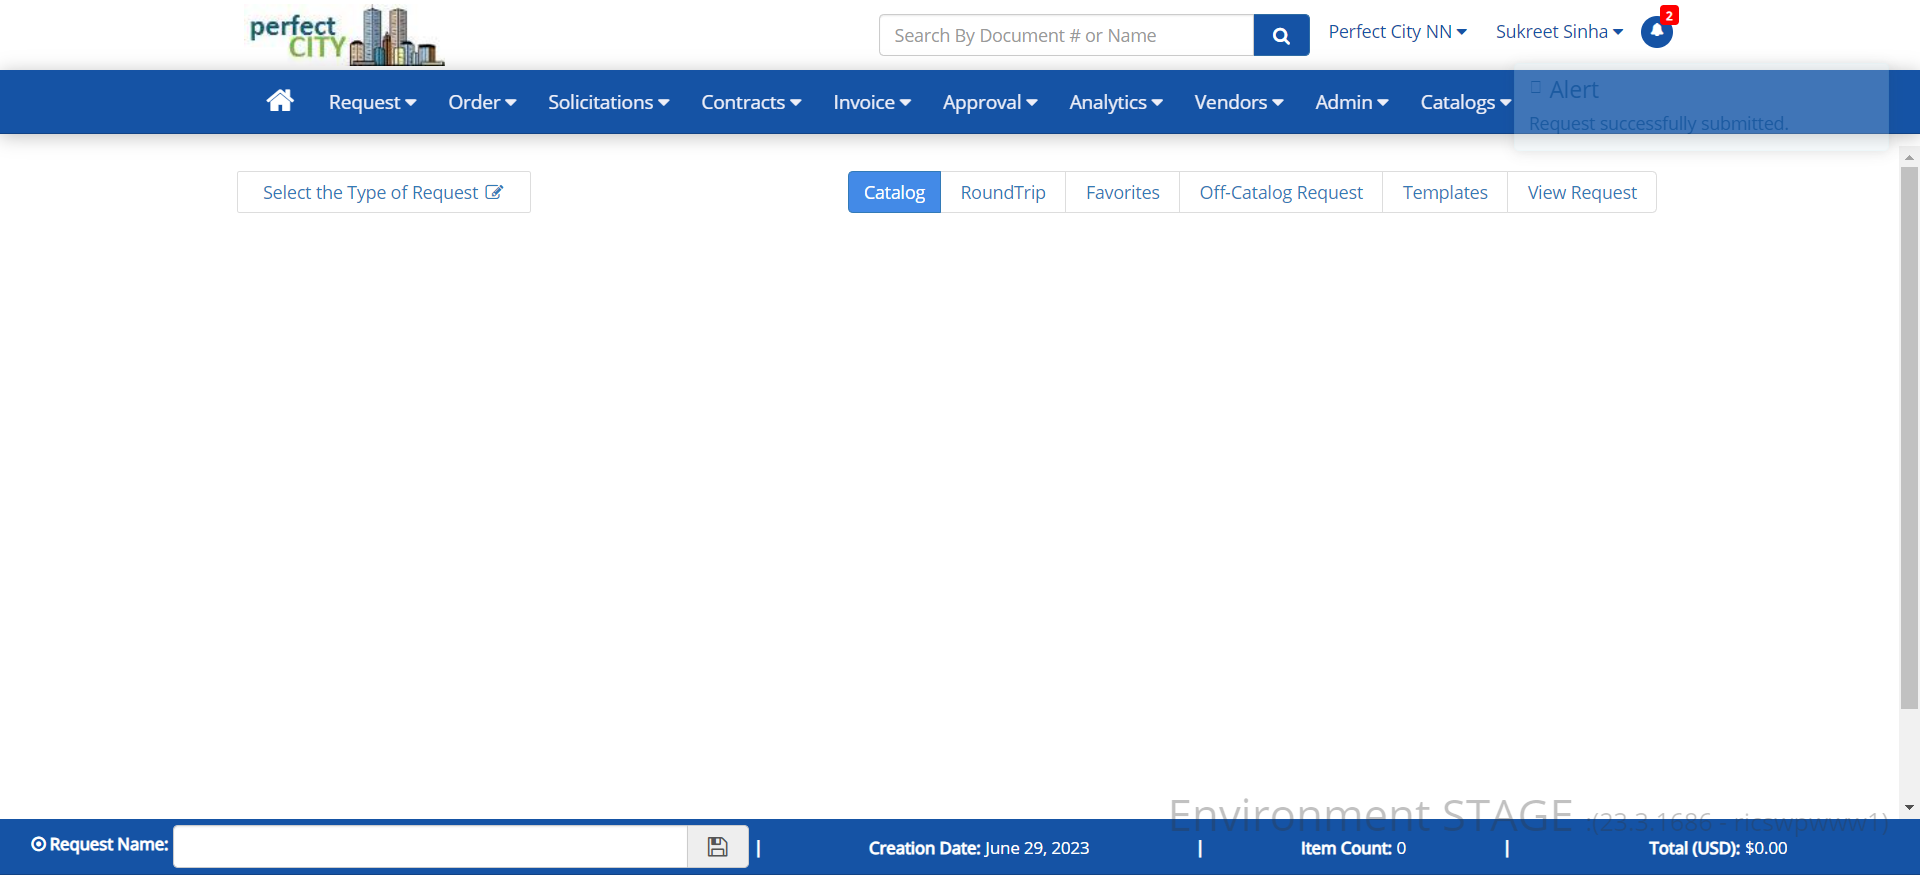 perfect
CITY
Search By Document # or Name
Perfect City NN
Sukreet Sinha
2
Request
Order
Solicitations
Contracts
Invoice
Approval
Analytics
Vendors
Admin
Catalogs
Alert
Request successfully submitted.
Select the Type of Request
Catalog
RoundTrip
Favorites
Off-Catalog Request
Templates
View Request
Environment STAGE :(23.3.1686 - ricswpwww1)
Request Name:
|
Creation Date: June 29, 2023
|
Item Count: 0
|
Total (USD): $0.00